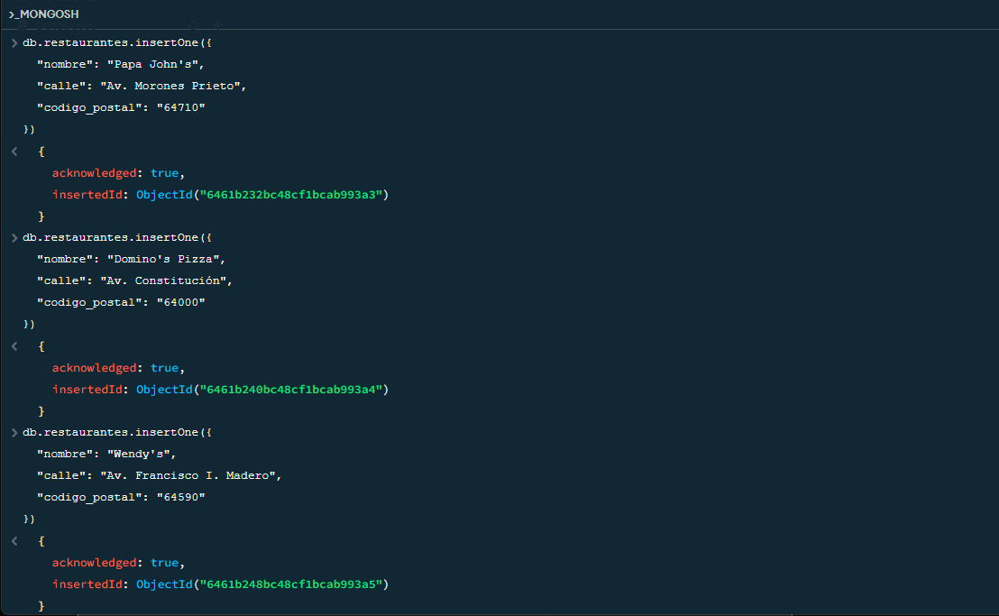 >_MONGOSH
> db.restaurantes.insertOne({
"nombre": "Papa John's",
"calle": "Av. Morones Prieto",
"codigo_postal": "64710"
})
< {
acknowledged: true,
insertedId: ObjectId("6461b232bc48cf1bcab993a3")
}
> db.restaurantes.insertOne({
"nombre": "Domino's Pizza",
"calle": "Av. Constitución",
"codigo_postal": "64000"
})
< {
acknowledged: true,
insertedId: ObjectId("6461b240bc48cf1bcab993a4")
}
> db.restaurantes.insertOne({
"nombre": "Wendy's",
"calle": "Av. Francisco I. Madero",
"codigo_postal": "64590"
})
< {
acknowledged: true,
insertedId: ObjectId("6461b248bc48cf1bcab993a5")
}